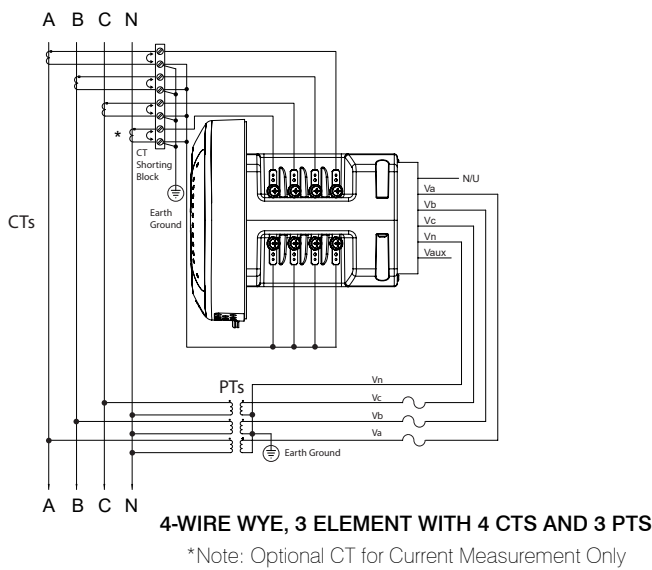 A B C N
*
CT
Shorting
Block
Earth
Ground
CTs
N/U
Va
Vb
Vc
Vn
Vaux
PTs
Vn
Vc
Vb
Va
Earth Ground
A B C N
4-WIRE WYE, 3 ELEMENT WITH 4 CTS AND 3 PTS
*Note: Optional CT for Current Measurement Only